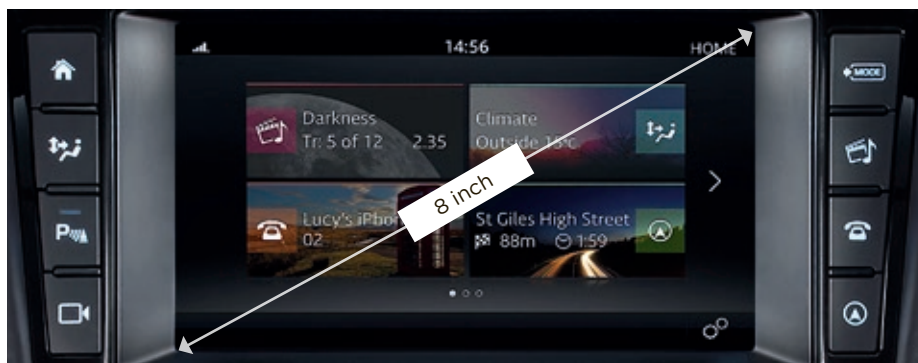 14:56
HOME
MODE
Darkness
Tr: 5 of 12 2.35
Climate
Outside 15°c
8 inch
Lucy's iPho
02
St Giles High Street
88m 1:59
P